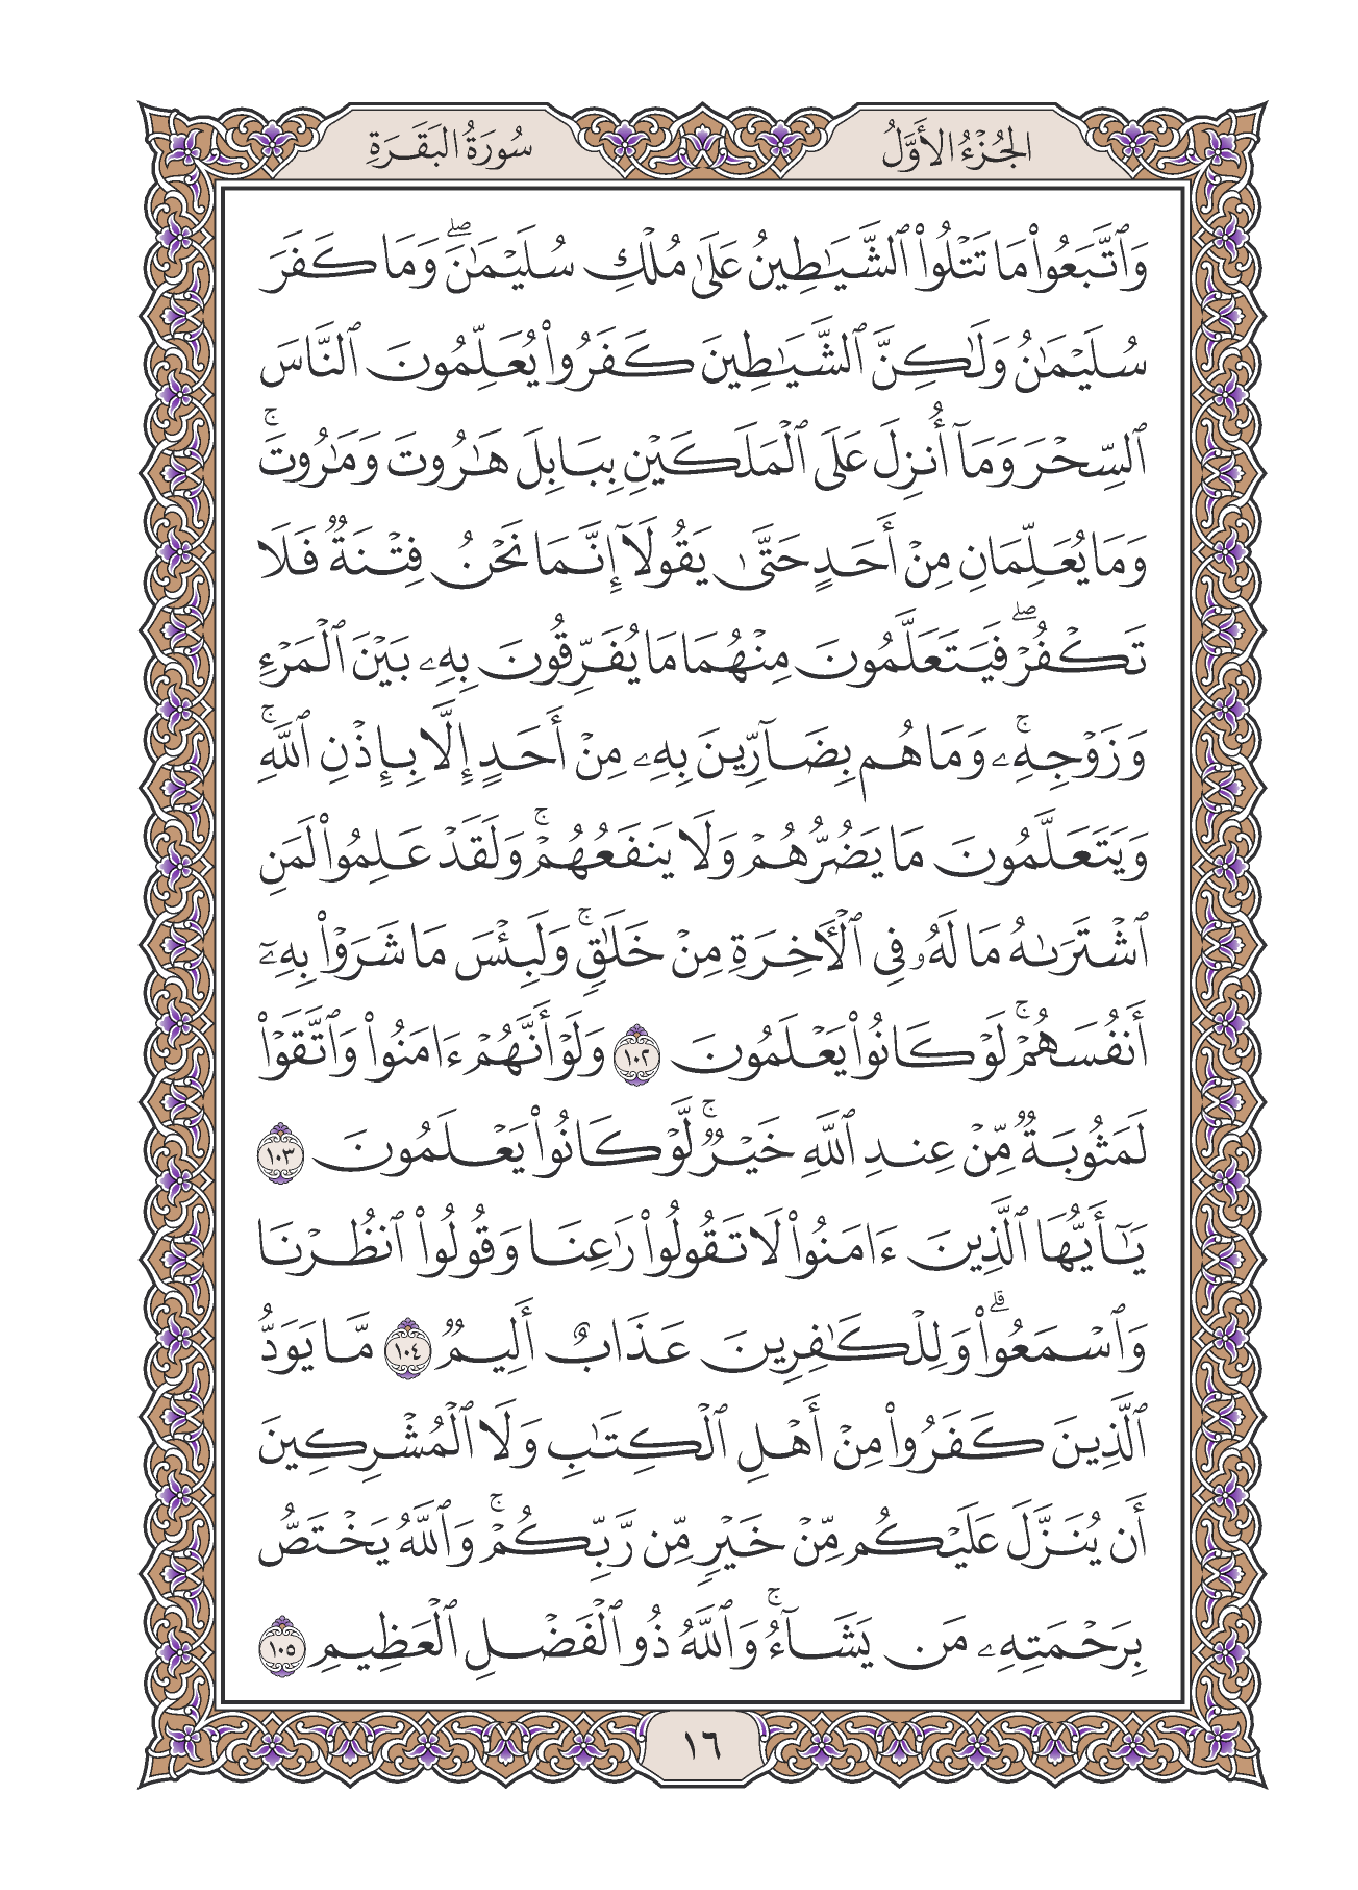 الجُزْءُ الأَوَّلُ
سُورَةُ البَقَرَةِ
وَٱتَّبَعُوا۟ مَا تَتْلُوا۟ ٱلشَّيَـٰطِينُ عَلَىٰ مُلْكِ سُلَيْمَـٰنَ ۖ وَمَا كَفَرَ
سُلَيْمَـٰنُ وَلَـٰكِنَّ ٱلشَّيَـٰطِينَ كَفَرُوا۟ يُعَلِّمُونَ ٱلنَّاسَ
ٱلسِّحْرَ وَمَآ أُنزِلَ عَلَى ٱلْمَلَكَيْنِ بِبَابِلَ هَـٰرُوتَ وَمَـٰرُوتَ ۚ
وَمَا يُعَلِّمَانِ مِنْ أَحَدٍ حَتَّىٰ يَقُولَآ إِنَّمَا نَحْنُ فِتْنَةٌ فَلَا
تَكْفُرْ ۖ فَيَتَعَلَّمُونَ مِنْهُمَا مَا يُفَرِّقُونَ بِهِۦ بَيْنَ ٱلْمَرْءِ
وَزَوْجِهِۦ ۚ وَمَا هُم بِضَآرِّينَ بِهِۦ مِنْ أَحَدٍ إِلَّا بِإِذْنِ ٱللَّهِ ۚ
وَيَتَعَلَّمُونَ مَا يَضُرُّهُمْ وَلَا يَنفَعُهُمْ ۚ وَلَقَدْ عَلِمُوا۟ لَمَنِ
ٱشْتَرَىٰهُ مَا لَهُۥ فِى ٱلْـَٔاخِرَةِ مِنْ خَلَـٰقٍ ۚ وَلَبِئْسَ مَا شَرَوْا۟ بِهِۦٓ
أَنفُسَهُمْ ۚ لَوْ كَانُوا۟ يَعْلَمُونَ ١٠٢ وَلَوْ أَنَّهُمْ ءَامَنُوا۟ وَٱتَّقَوْا۟
لَمَثُوبَةٌ مِّنْ عِندِ ٱللَّهِ خَيْرٌ ۚ لَّوْ كَانُوا۟ يَعْلَمُونَ ١٠٣
يَـٰٓأَيُّهَا ٱلَّذِينَ ءَامَنُوا۟ لَا تَقُولُوا۟ رَٰعِنَا وَقُولُوا۟ ٱنظُرْنَا
وَٱسْمَعُوا۟ ۗ وَلِلْكَـٰفِرِينَ عَذَابٌ أَلِيمٌ ١٠٤ مَّا يَوَدُّ
ٱلَّذِينَ كَفَرُوا۟ مِنْ أَهْلِ ٱلْكِتَـٰبِ وَلَا ٱلْمُشْرِكِينَ
أَن يُنَزَّلَ عَلَيْكُم مِّنْ خَيْرٍ مِّن رَّبِّكُمْ ۚ وَٱللَّهُ يَخْتَصُّ
بِرَحْمَتِهِۦ مَن يَشَآءُ ۚ وَٱللَّهُ ذُو ٱلْفَضْلِ ٱلْعَظِيمِ ١٠٥
١٦